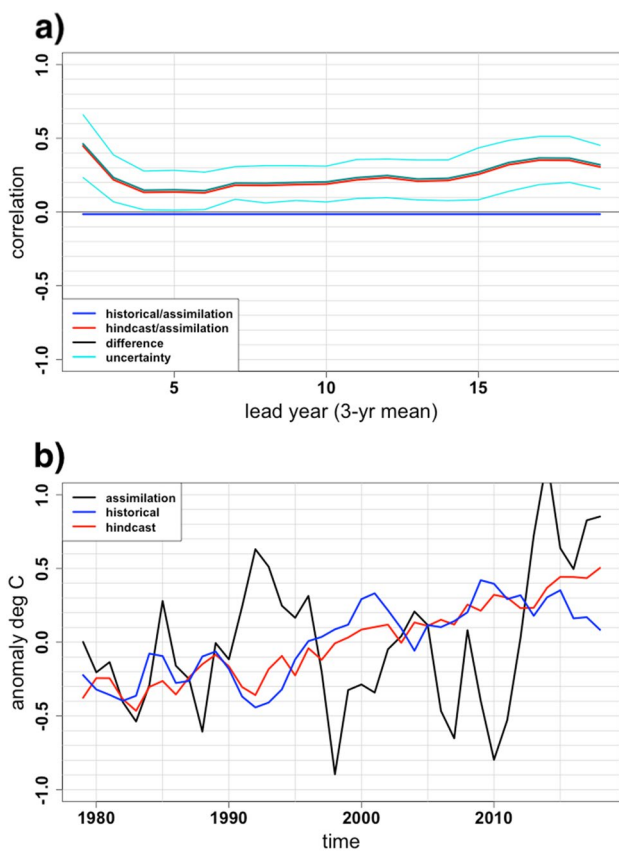 a)
1.0
0.5
0.0
-0.5
-1.0
correlation
historical/assimilation
hindcast/assimilation
difference
uncertainty
5 10 15
lead year (3-yr mean)
b)
1.0
0.5
0.0
-0.5
-1.0
anomaly deg C
assimilation
historical
hindcast
1980 1990 2000 2010
time